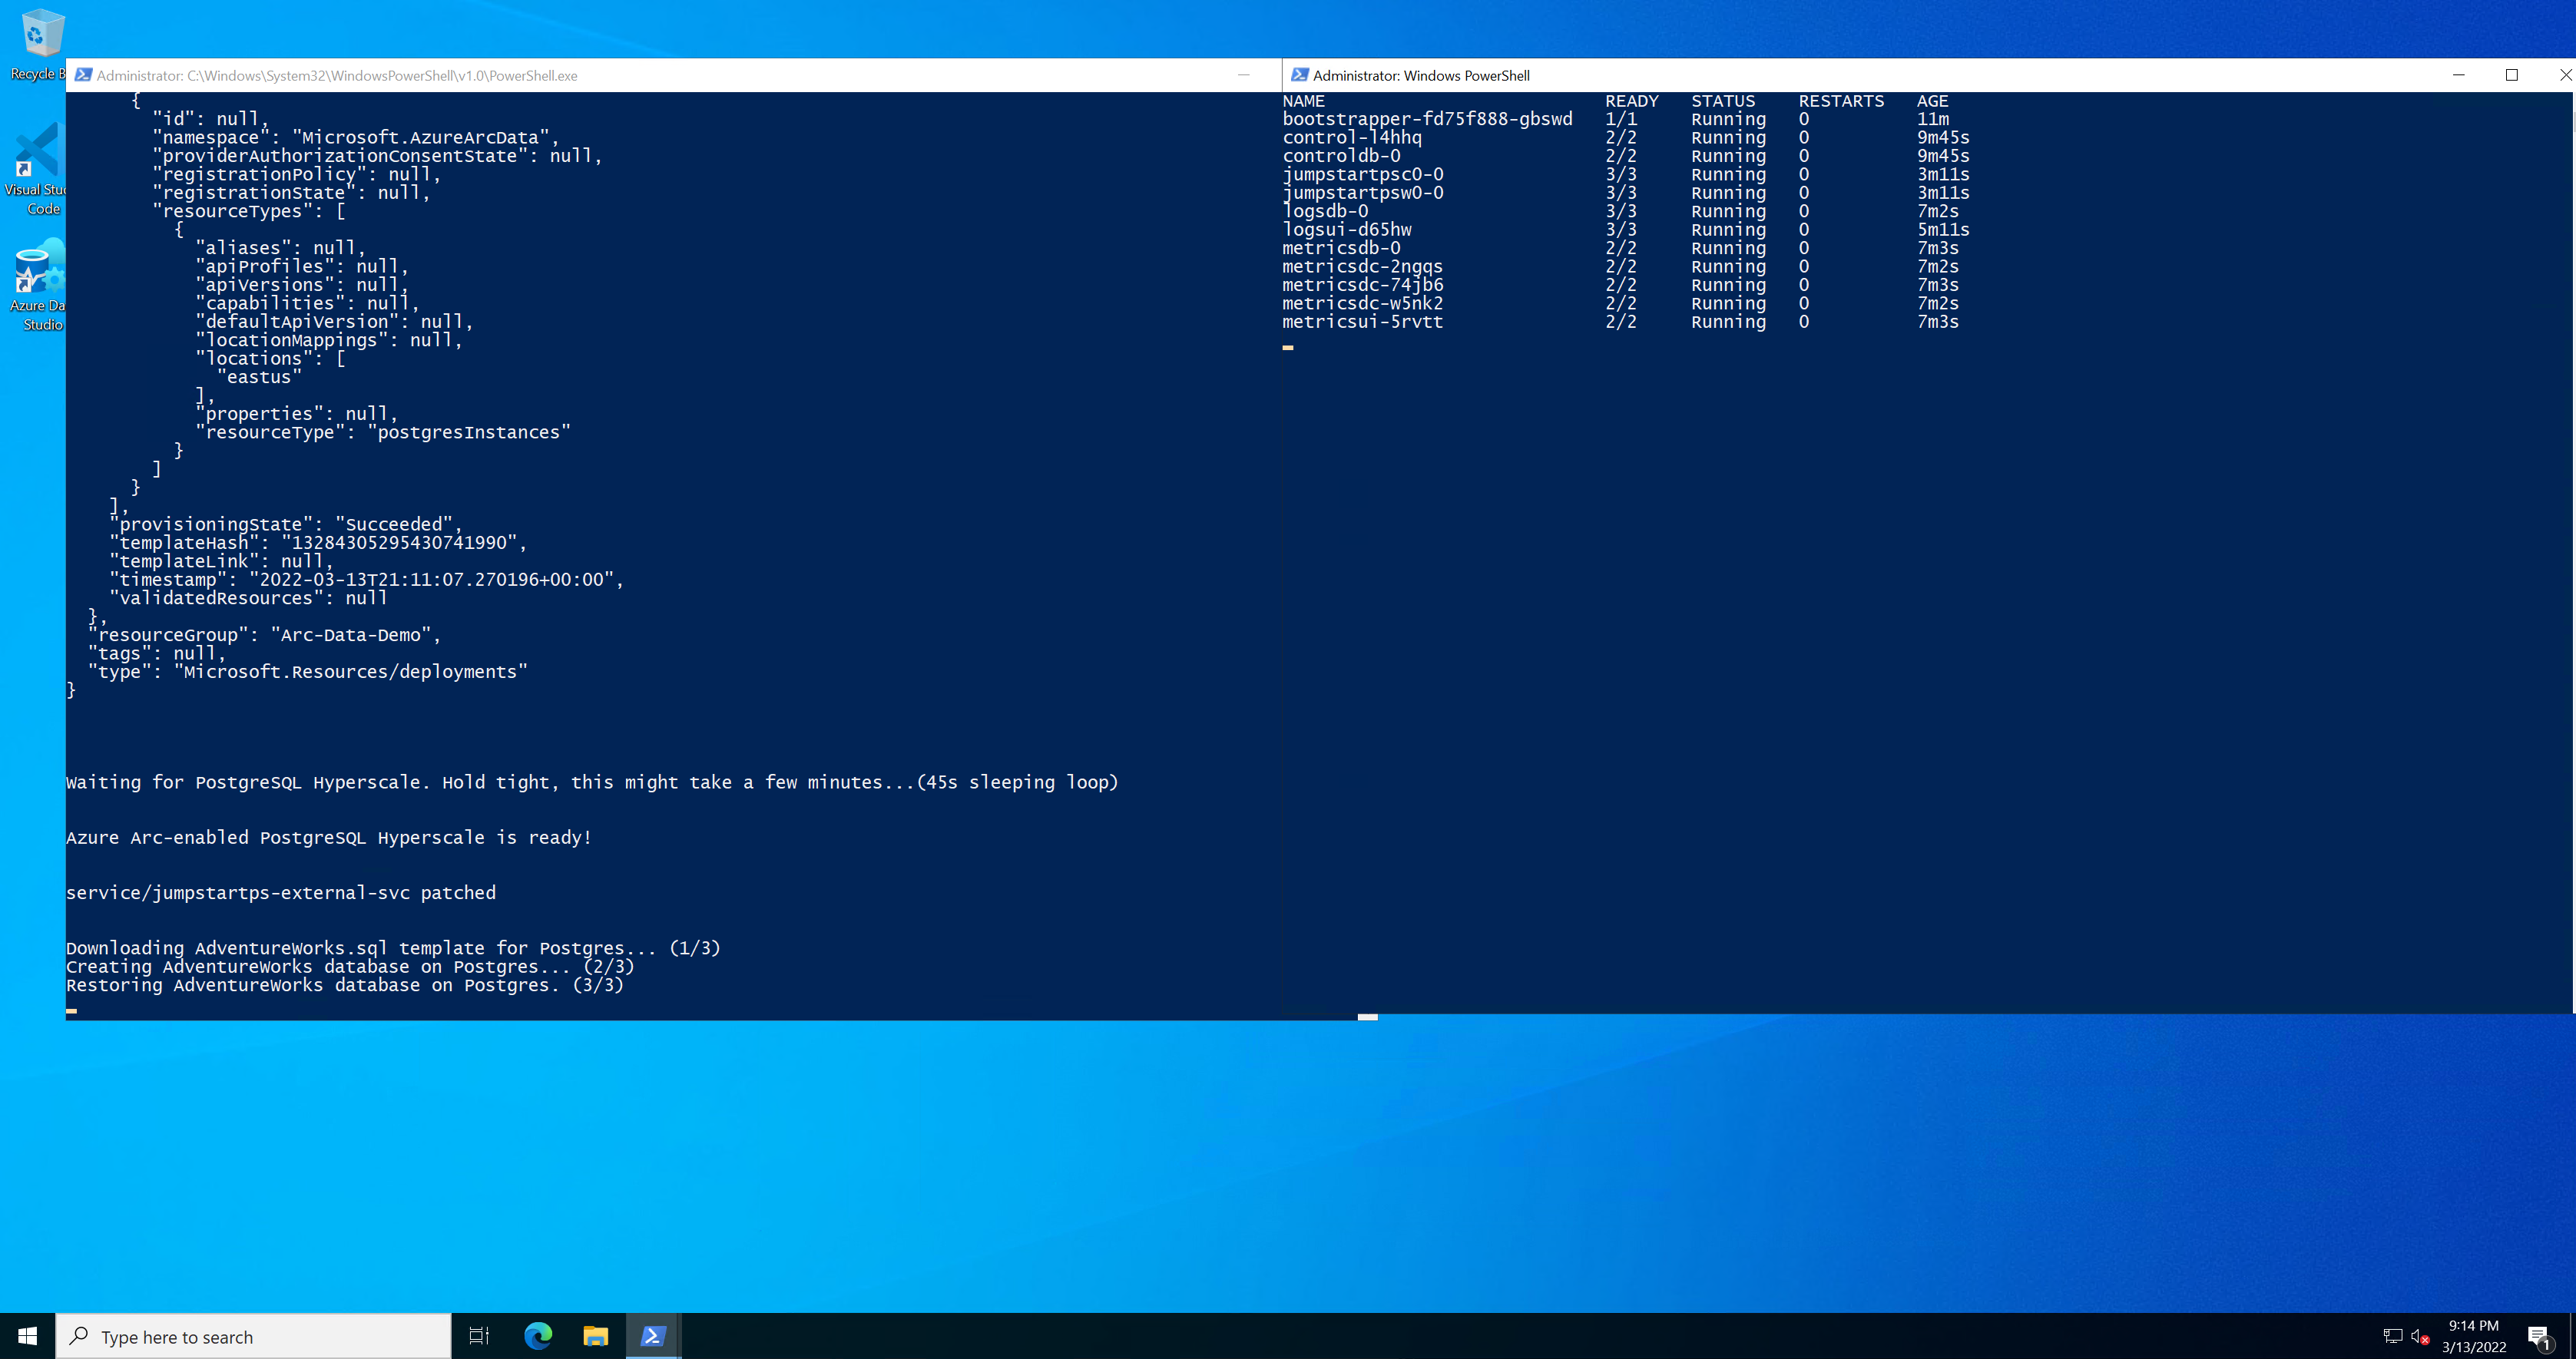 Recycle B
Visual Stu
Code
Azure Da
Studio
Administrator: C:\Windows\System32\WindowsPowerShell\v1.0\PowerShell.exe
{
"id": null,
"namespace": "Microsoft.AzureArcData",
"providerAuthorizationConsentState": null,
"registrationPolicy": null,
"registrationState": null,
"resourceTypes": [
{
"aliases": null,
"apiProfiles": null,
"apiVersions": null,
"capabilities": null,
"defaultApiVersion": null,
"locationMappings": null,
"locations": [
"eastus"
],
"properties": null,
"resourceType": "postgresInstances"
}
]
}
],
"provisioningState": "Succeeded",
"templateHash": "13284305295430741990",
"templateLink": null,
"timestamp": "2022-03-13T21:11:07.270196+00:00",
"validatedResources": null
},
"resourceGroup": "Arc-Data-Demo",
"tags": null,
"type": "Microsoft.Resources/deployments"
}
Waiting for PostgreSQL Hyperscale. Hold tight, this might take a few minutes...(45s sleeping loop)
Azure Arc-enabled PostgreSQL Hyperscale is ready!
service/jumpstartps-external-svc patched
Downloading AdventureWorks.sql template for Postgres... (1/3)
Creating AdventureWorks database on Postgres... (2/3)
Restoring AdventureWorks database on Postgres. (3/3)
Administrator: Windows PowerShell
NAME READY STATUS RESTARTS AGE
bootstrapper-fd75f888-gbswd 1/1 Running 0 11m
control-l4hhq 2/2 Running 0 9m45s
controldb-0 2/2 Running 0 9m45s
jumpstartpsc0-0 3/3 Running 0 3m11s
jumpstartpsw0-0 3/3 Running 0 3m11s
logsdb-0 3/3 Running 0 7m2s
logsui-d65hw 3/3 Running 0 5m11s
metricsdb-0 2/2 Running 0 7m3s
metricsdc-2ngqs 2/2 Running 0 7m2s
metricsdc-74jb6 2/2 Running 0 7m3s
metricsdc-w5nk2 2/2 Running 0 7m2s
metricsui-5rvtt 2/2 Running 0 7m3s
Type here to search
9:14 PM
3/13/2022
1